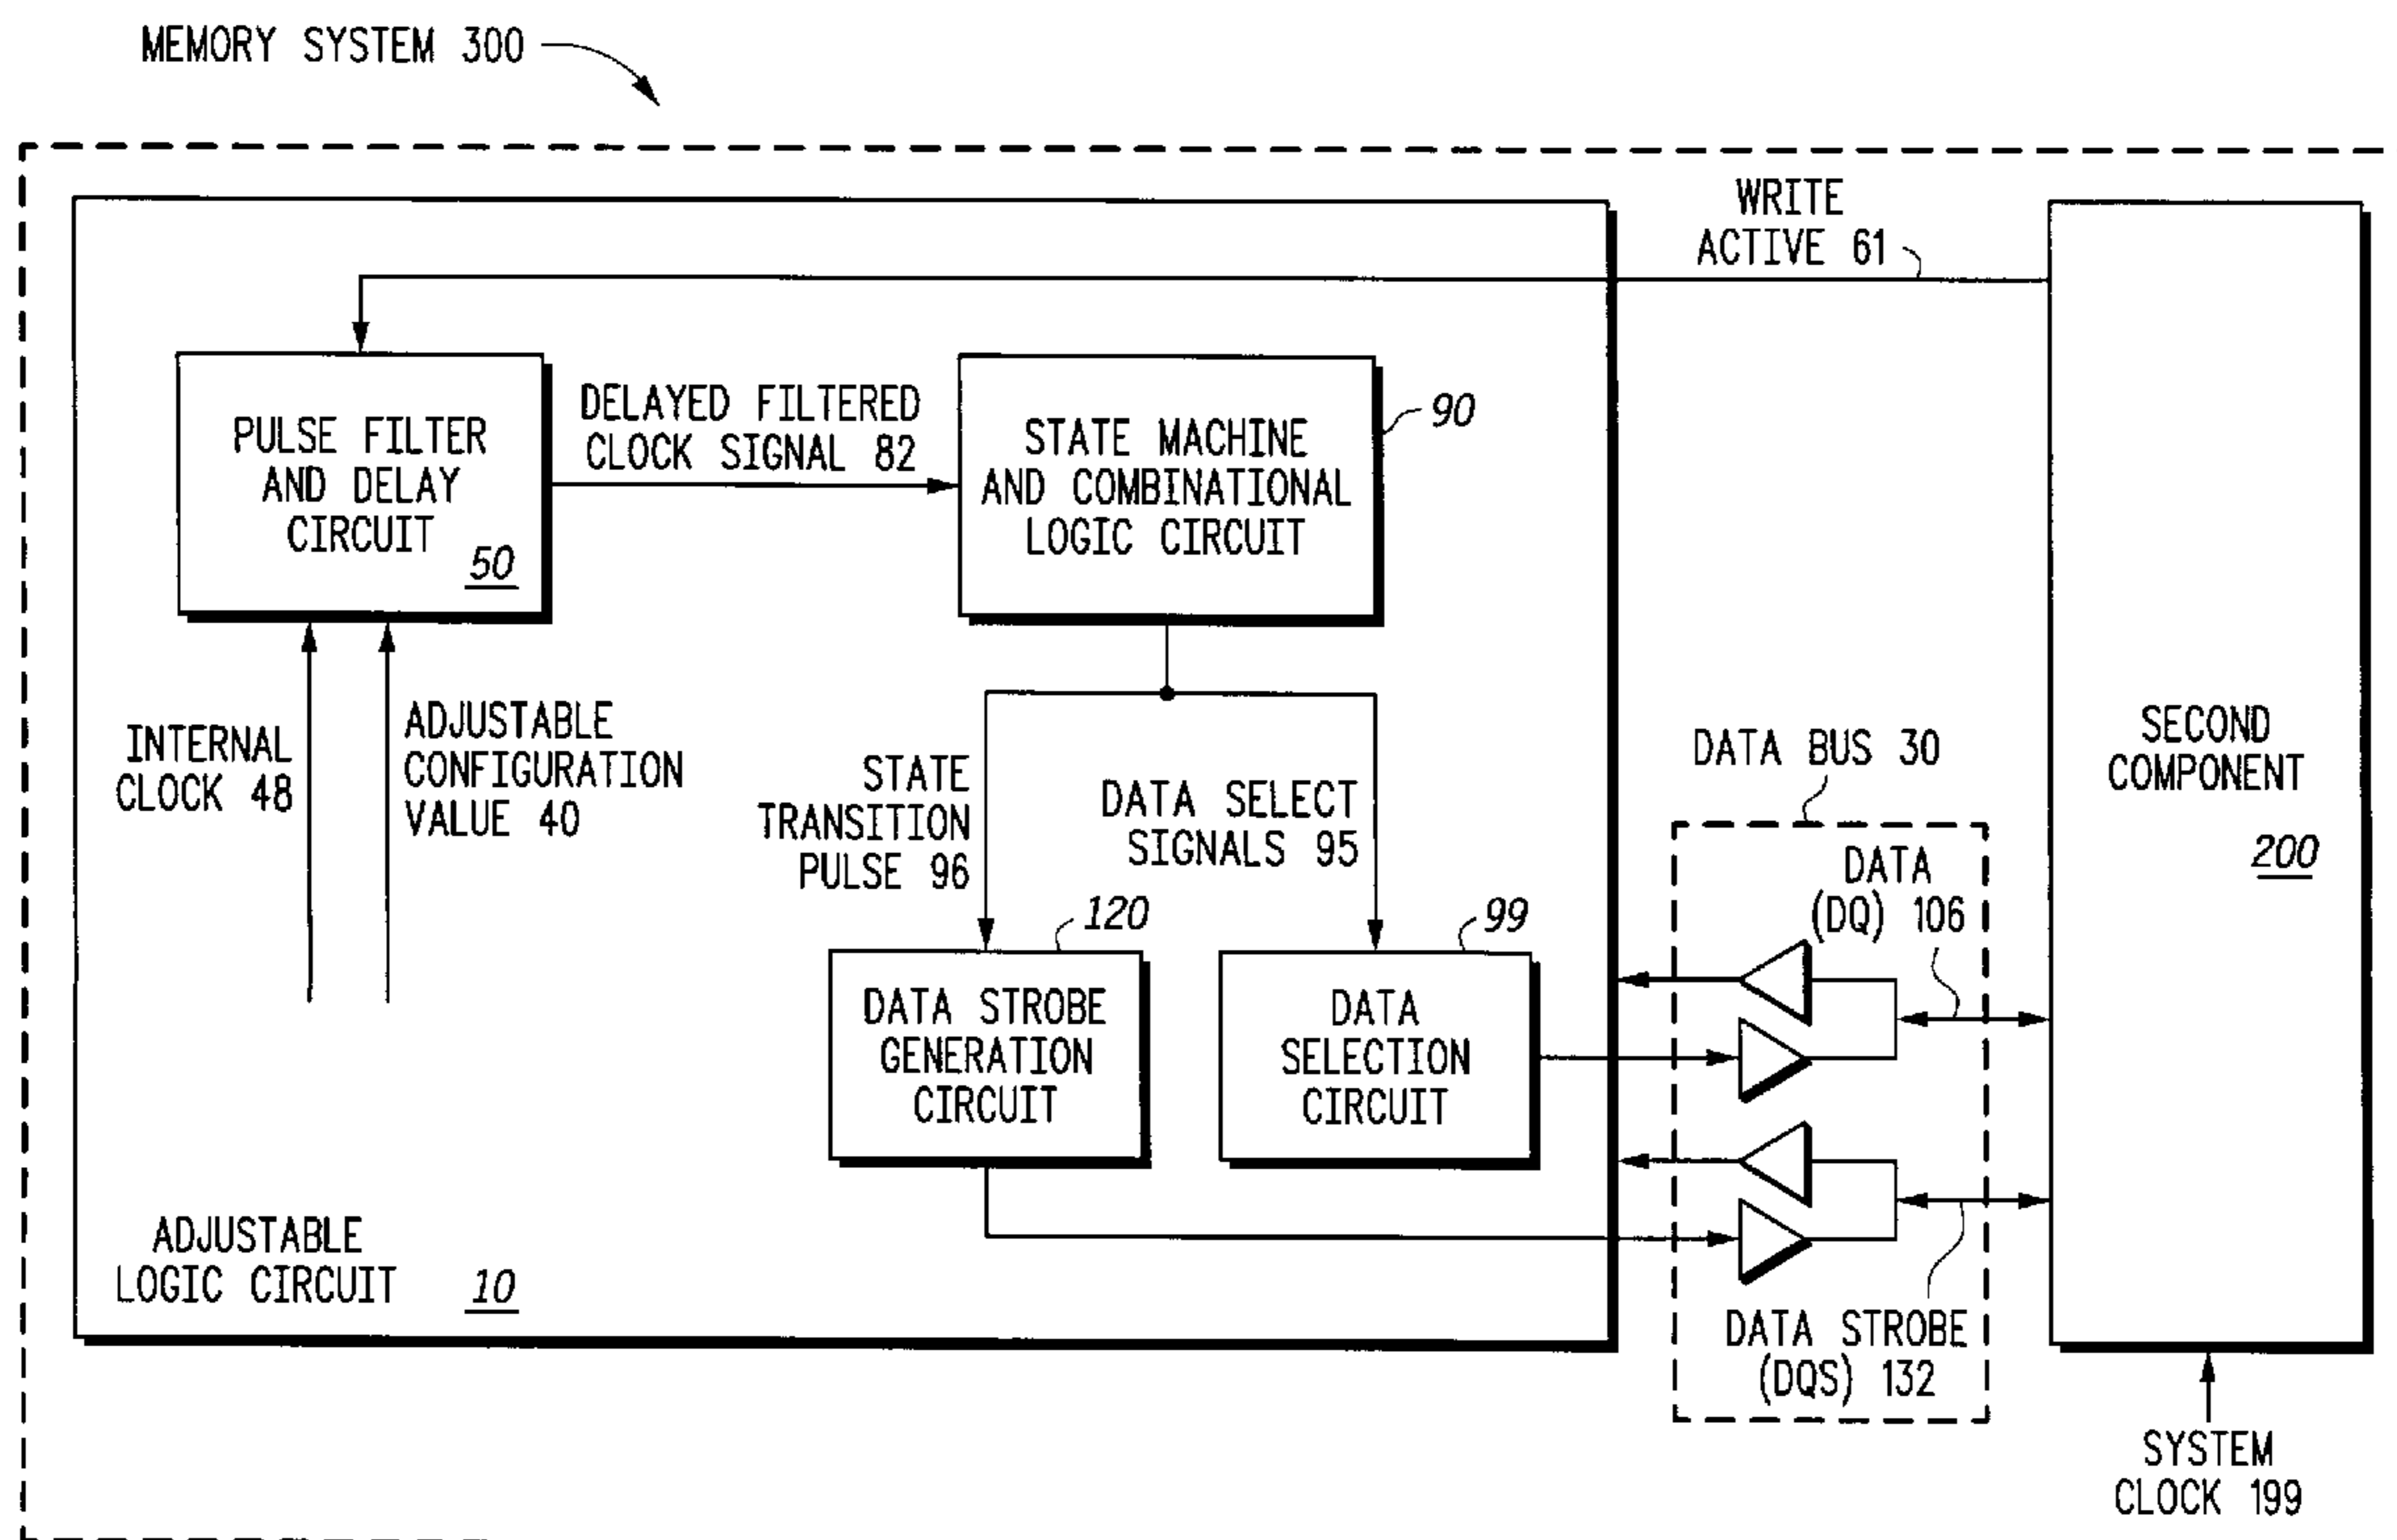 MEMORY SYSTEM 300
WRITE
ACTIVE 61
PULSE FILTER
AND DELAY
CIRCUIT
50
DELAYED FILTERED
CLOCK SIGNAL 82
STATE MACHINE
AND COMBINATIONAL
LOGIC CIRCUIT
90
INTERNAL
CLOCK 48
ADJUSTABLE
CONFIGURATION
VALUE 40
STATE
TRANSITION
PULSE 96
DATA SELECT
SIGNALS 95
DATA BUS 30
SECOND
COMPONENT
200
DATA
(DQ) 106
120
99
DATA STROBE
GENERATION
CIRCUIT
DATA
SELECTION
CIRCUIT
ADJUSTABLE
LOGIC CIRCUIT
10
DATA STROBE
(DQS) 132
SYSTEM
CLOCK 199